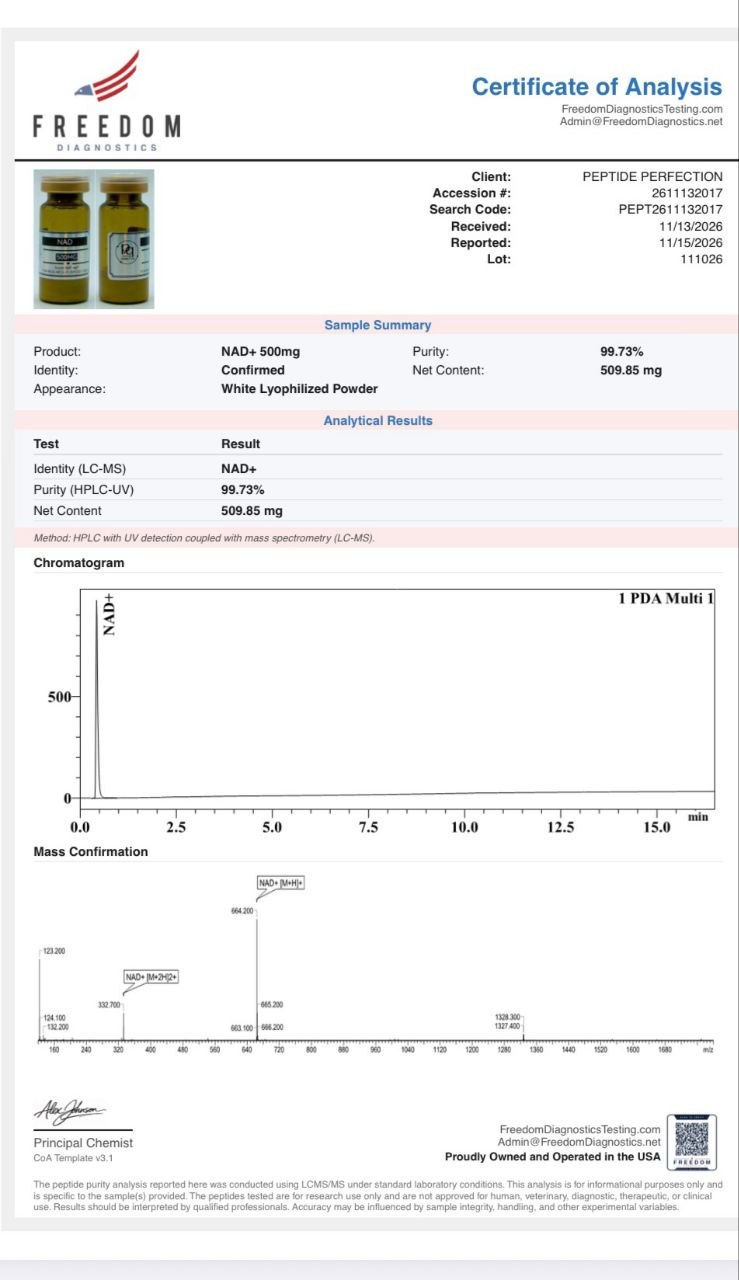 FREEDOM
DIAGNOSTICS
Certificate of Analysis
FreedomDiagnosticsTesting.com
Admin@FreedomDiagnostics.net
NAD
500MG
Client: PEPTIDE PERFECTION
Accession #: 2611132017
Search Code: PEPT2611132017
Received: 11/13/2026
Reported: 11/15/2026
Lot: 111026
Sample Summary
Product: NAD+ 500mg Purity: 99.73%
Identity: Confirmed Net Content: 509.85 mg
Appearance: White Lyophilized Powder
Analytical Results
Test Result
Identity (LC-MS) NAD+
Purity (HPLC-UV) 99.73%
Net Content 509.85 mg
Method: HPLC with UV detection coupled with mass spectrometry (LC-MS).
Chromatogram
NAD+
1 PDA Multi 1
500
0
0.0 2.5 5.0 7.5 10.0 12.5 15.0 min
Mass Confirmation
NAD+ [M+H]+
664.200
123.200
NAD+ [M+2H]2+
332.700 665.200
124.100 1328.300
132.200 663.100 666.200 1327.400
160 240 320 400 480 560 640 720 800 880 960 1040 1120 1200 1280 1360 1440 1520 1600 1680 m/z
Alex Johnson
Principal Chemist
CoA Template v3.1
FreedomDiagnosticsTesting.com
Admin@FreedomDiagnostics.net
Proudly Owned and Operated in the USA
FREEDOM
The peptide purity analysis reported here was conducted using LCMS/MS under standard laboratory conditions. This analysis is for informational purposes only and
is specific to the sample(s) provided. The peptides tested are for research use only and are not approved for human, veterinary, diagnostic, therapeutic, or clinical
use. Results should be interpreted by qualified professionals. Accuracy may be influenced by sample integrity, handling, and other experimental variables.